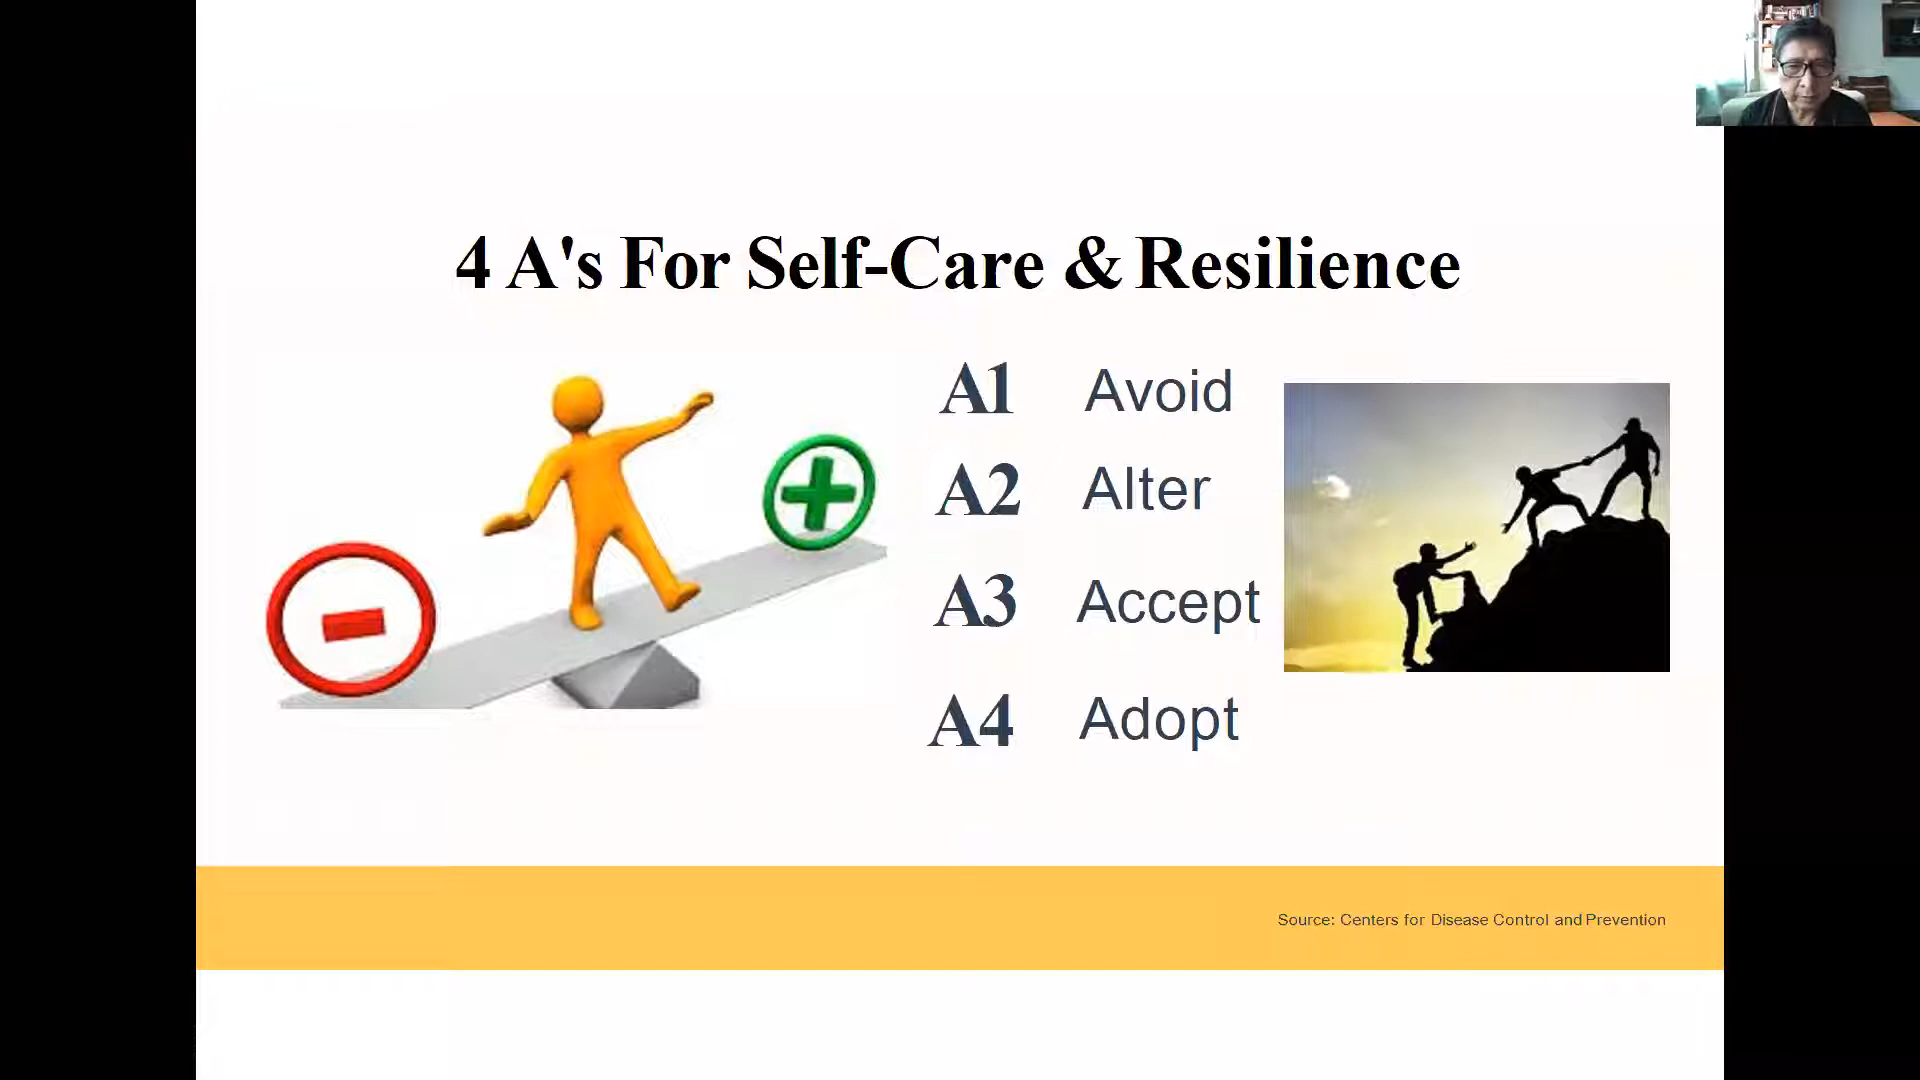 4 A's For Self-Care & Resilience
A1 Avoid
A2 Alter
A3 Accept
A4 Adopt
Source: Centers for Disease Control and Prevention